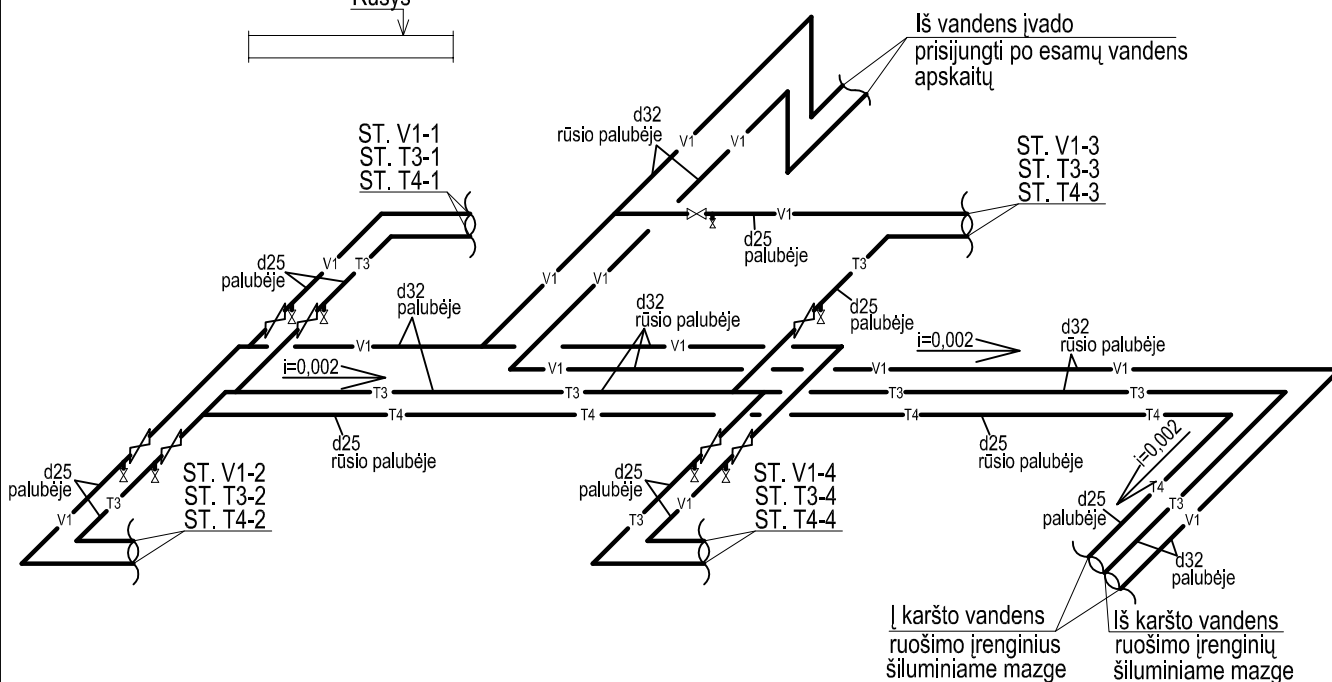 Rūsys
Iš vandens įvado
prisijungti po esamų vandens
apskaitų
d32
rūsio palubėje
V1
V1
ST. V1-1
ST. T3-1
ST. T4-1
ST. V1-3
ST. T3-3
ST. T4-3
V1
d25
palubėje
d25
palubėje
V1
T3
V1
V1
T3
d25
palubėje
d32
palubėje
d32
rūsio palubėje
V1
V1
i=0,002
d32
rūsio palubėje
i=0,002
V1
V1
V1
T3
T3
T3
T3
T4
T4
T4
T4
d25
rūsio palubėje
d25
rūsio palubėje
i=0,002
d25
palubėje
ST. V1-2
ST. T3-2
ST. T4-2
V1
T3
d25
palubėje
ST. V1-4
ST. T3-4
ST. T4-4
T3
V1
T4
T3
V1
d25
palubėje
d32
palubėje
Į karšto vandens
ruošimo įrenginius
šiluminiame mazge
Iš karšto vandens
ruošimo įrenginių
šiluminiame mazge